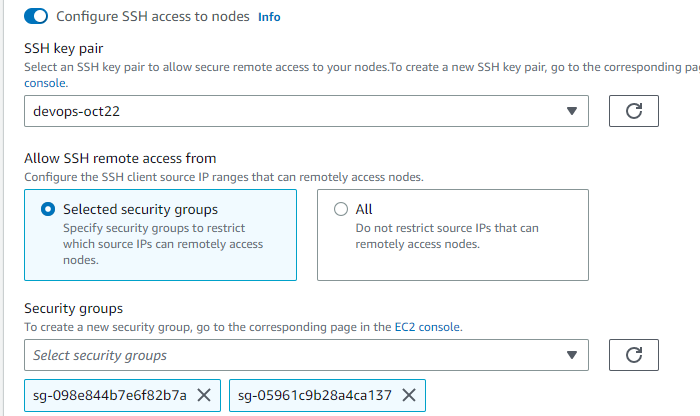 Configure SSH access to nodes Info
SSH key pair
Select an SSH key pair to allow secure remote access to your nodes.To create a new SSH key pair, go to the corresponding pag
console.
devops-oct22
Allow SSH remote access from
Configure the SSH client source IP ranges that can remotely access nodes.
Selected security groups
Specify security groups to restrict
which source IPs can remotely access
nodes.
All
Do not restrict source IPs that can
remotely access nodes.
Security groups
To create a new security group, go to the corresponding page in the EC2 console.
Select security groups
sg-098e844b7e6f82b7a
sg-05961c9b28a4ca137